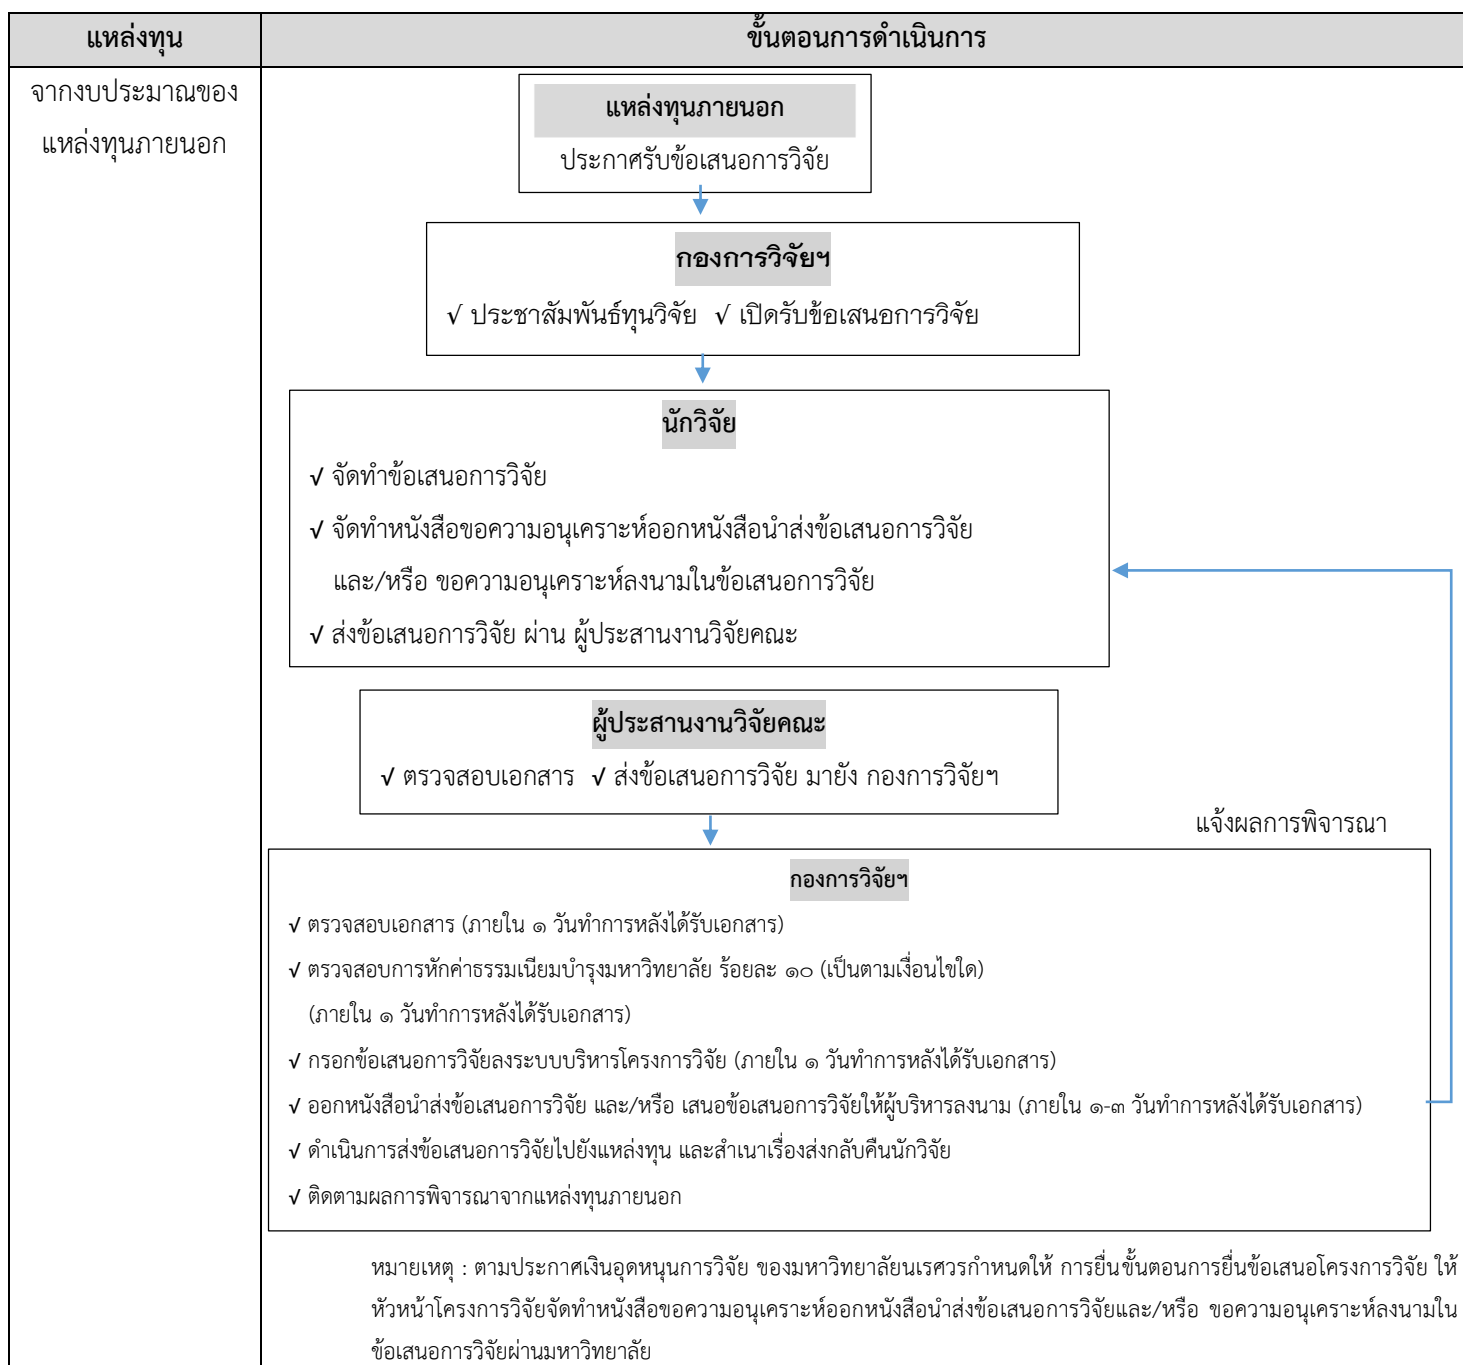 แหล่งทุน
ขั้นตอนการดำเนินการ
จากงบประมาณของ
แหล่งทุนภายนอก
แหล่งทุนภายนอก
ประกาศรับข้อเสนอการวิจัย
กองการวิจัยฯ
√ ประชาสัมพันธ์ทุนวิจัย √ เปิดรับข้อเสนอการวิจัย
นักวิจัย
√ จัดทำข้อเสนอการวิจัย
√ จัดทำหนังสือขอความอนุเคราะห์ออกหนังสือนำส่งข้อเสนอการวิจัย
และ/หรือ ขอความอนุเคราะห์ลงนามในข้อเสนอการวิจัย
√ ส่งข้อเสนอการวิจัย ผ่าน ผู้ประสานงานวิจัยคณะ
ผู้ประสานงานวิจัยคณะ
√ ตรวจสอบเอกสาร √ ส่งข้อเสนอการวิจัย มายัง กองการวิจัยฯ
แจ้งผลการพิจารณา
กองการวิจัยฯ
√ ตรวจสอบเอกสาร (ภายใน ๑ วันทำการหลังได้รับเอกสาร)
√ ตรวจสอบการหักค่าธรรมเนียมบำรุงมหาวิทยาลัย ร้อยละ ๑๐ (เป็นตามเงื่อนไขใด)
(ภายใน ๑ วันทำการหลังได้รับเอกสาร)
√ กรอกข้อเสนอการวิจัยลงระบบบริหารโครงการวิจัย (ภายใน ๑ วันทำการหลังได้รับเอกสาร)
√ ออกหนังสือนำส่งข้อเสนอการวิจัย และ/หรือ เสนอข้อเสนอการวิจัยให้ผู้บริหารลงนาม (ภายใน ๑-๓ วันทำการหลังได้รับเอกสาร)
√ ดำเนินการส่งข้อเสนอการวิจัยไปยังแหล่งทุน และสำเนาเรื่องส่งกลับคืนนักวิจัย
√ ติดตามผลการพิจารณาจากแหล่งทุนภายนอก
หมายเหตุ : ตามประกาศเงินอุดหนุนการวิจัย ของมหาวิทยาลัยนเรศวรกำหนดให้ การยื่นขั้นตอนการยื่นข้อเสนอโครงการวิจัย ให้
หัวหน้าโครงการวิจัยจัดทำหนังสือขอความอนุเคราะห์ออกหนังสือนำส่งข้อเสนอการวิจัยและ/หรือ ขอความอนุเคราะห์ลงนามใน
ข้อเสนอการวิจัยผ่านมหาวิทยาลัย